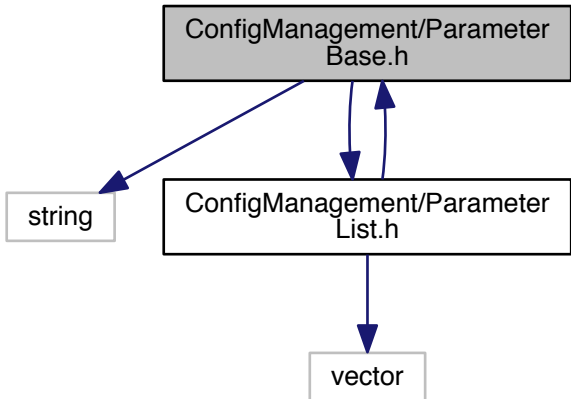 ConfigManagement/Parameter
Base.h
string
ConfigManagement/Parameter
List.h
vector